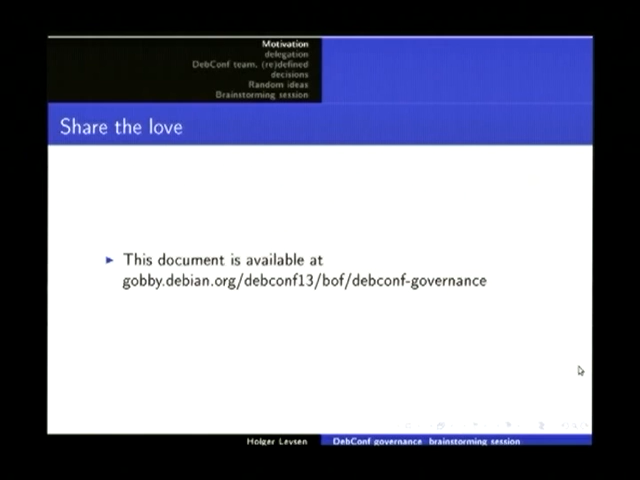 Motivation
delegation
DebConf team, (re)defined
decisions
Random ideas
Brainstorming session
Share the love
This document is available at
gobby.debian.org/debconf13/bof/debconf-governance
Holger Levsen
DebConf governance brainstorming session